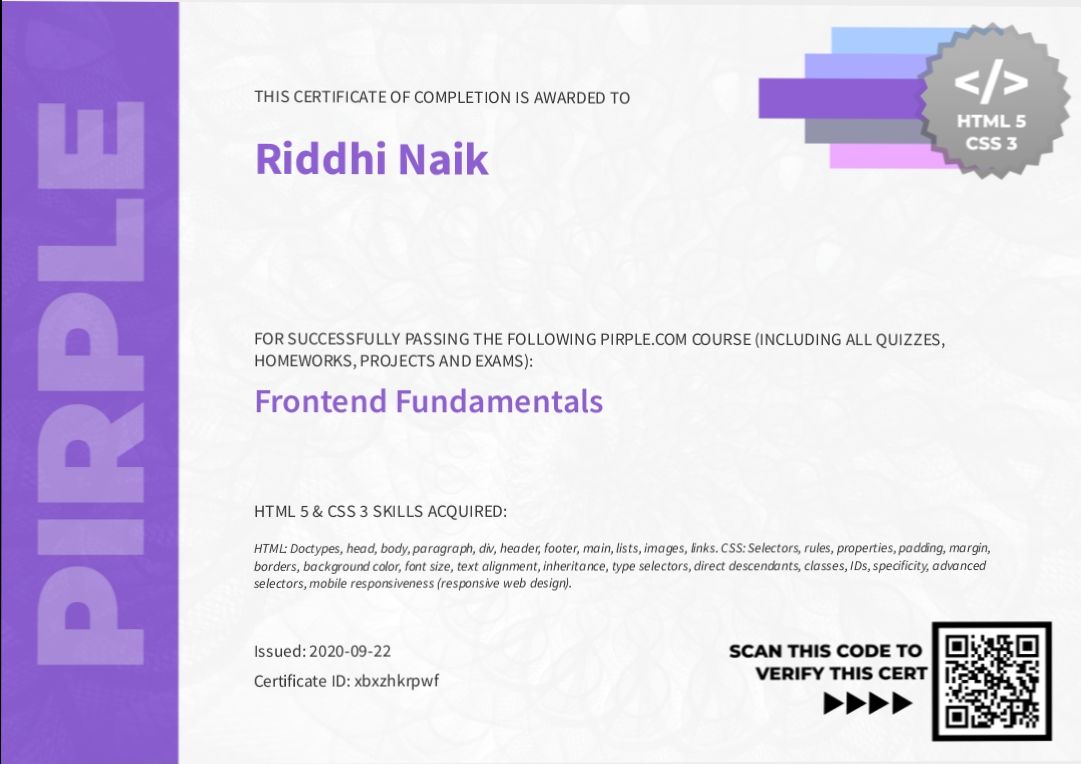 PIRPLE
THIS CERTIFICATE OF COMPLETION IS AWARDED TO
Riddhi Naik
</>
HTML 5
CSS 3
FOR SUCCESSFULLY PASSING THE FOLLOWING PIRPLE.COM COURSE (INCLUDING ALL QUIZZES,
HOMEWORKS, PROJECTS AND EXAMS):
Frontend Fundamentals
HTML 5 & CSS 3 SKILLS ACQUIRED:
HTML: Doctypes, head, body, paragraph, div, header, footer, main, lists, images, links. CSS: Selectors, rules, properties, padding, margin,
borders, background color, font size, text alignment, inheritance, type selectors, direct descendants, classes, IDs, specificity, advanced
selectors, mobile responsiveness (responsive web design).
Issued: 2020-09-22
Certificate ID: xbxzhkrpwf
SCAN THIS CODE TO
VERIFY THIS CERT